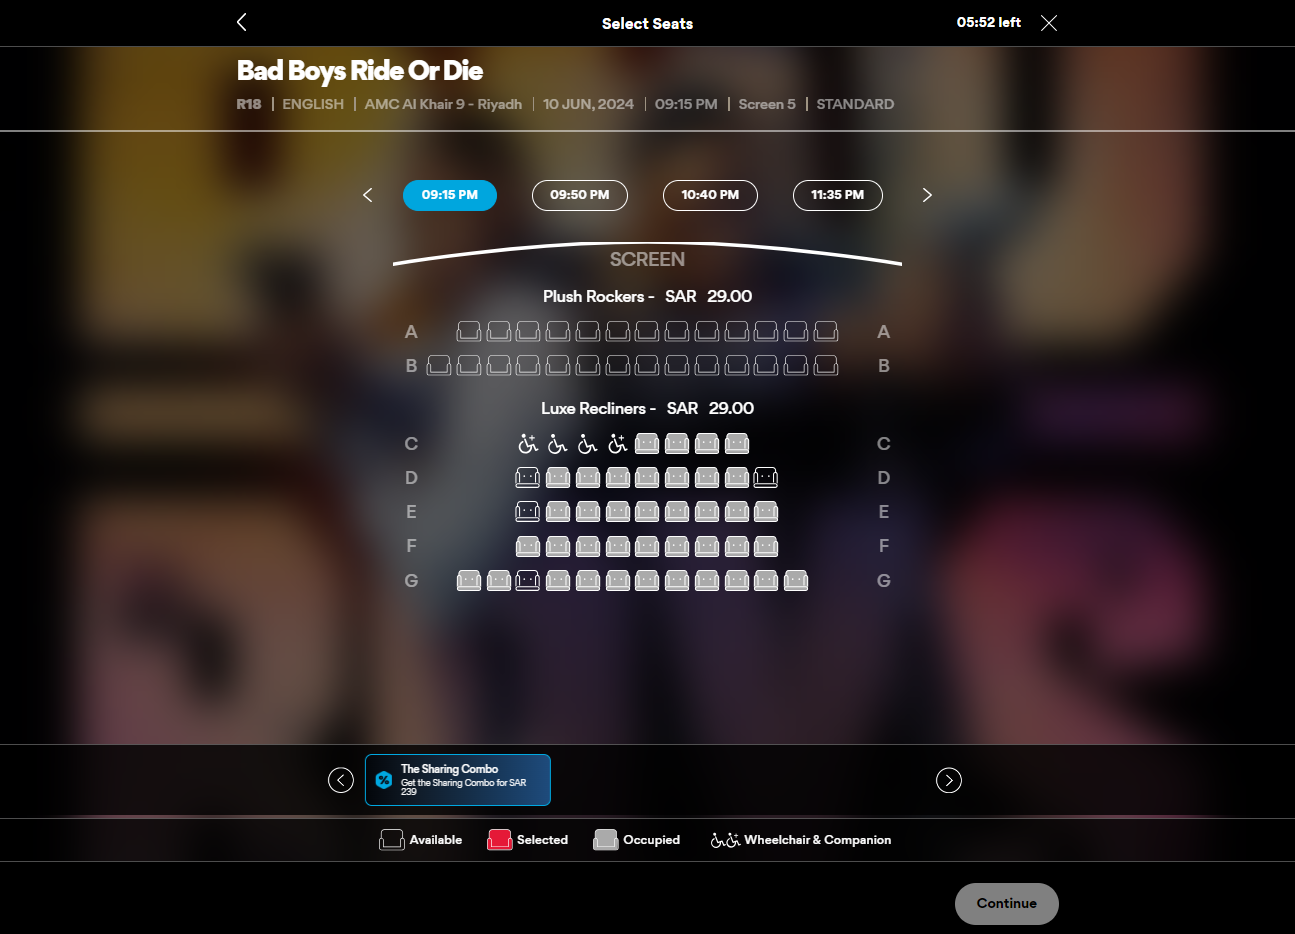 Select Seats
05:52 left
Bad Boys Ride Or Die
R18 | ENGLISH | AMC Al Khair 9 - Riyadh | 10 JUN, 2024 | 09:15 PM | Screen 5 | STANDARD
09:15 PM 09:50 PM 10:40 PM 11:35 PM
SCREEN
Plush Rockers - SAR 29.00
A A
B B
Luxe Recliners - SAR 29.00
C C
D D
E E
F F
G G
The Sharing Combo
Get the Sharing Combo for SAR
239
Available Selected Occupied Wheelchair & Companion
Continue